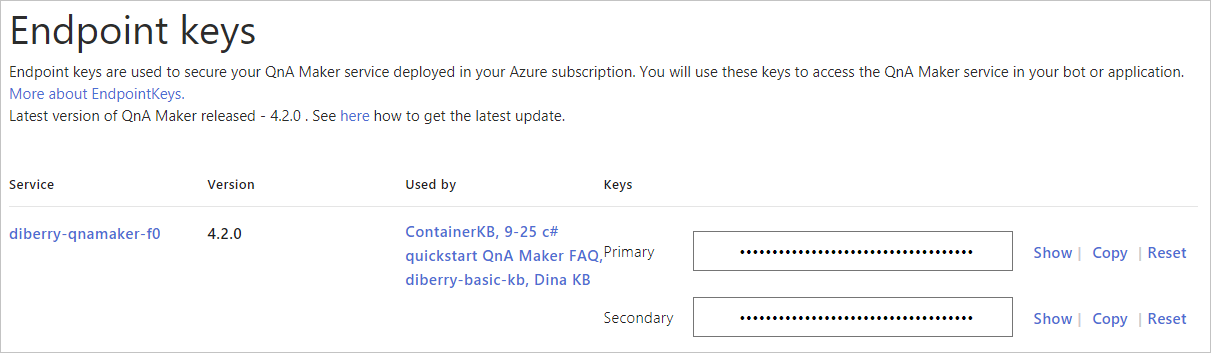 Endpoint keys
Endpoint keys are used to secure your QnA Maker service deployed in your Azure subscription. You will use these keys to access the QnA Maker service in your bot or application.
More about EndpointKeys.
Latest version of QnA Maker released - 4.2.0 . See here how to get the latest update.
Service Version Used by Keys
diberry-qnamaker-f0 4.2.0 ContainerKB, 9-25 c#
quickstart QnA Maker FAQ,
diberry-basic-kb, Dina KB
Primary •••••••••••••••••••••••••••••••••••• Show | Copy | Reset
Secondary •••••••••••••••••••••••••••••••••••• Show | Copy | Reset